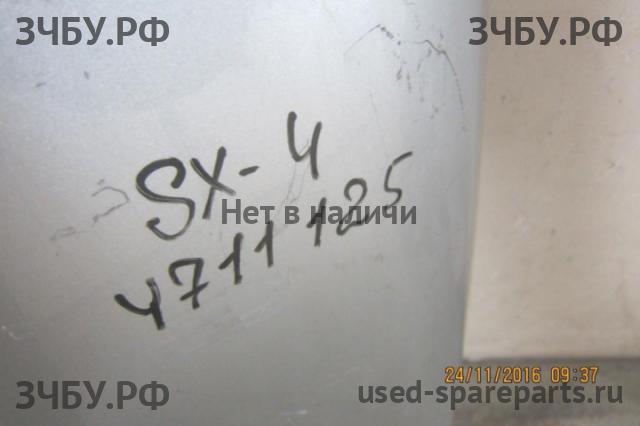 ЗЧБУ.РФ
ЗЧБУ.РФ
SX-4
Нет в наличи
4711125
24/11/2016 09:37
ЗЧБУ.РФ
used-spareparts.ru